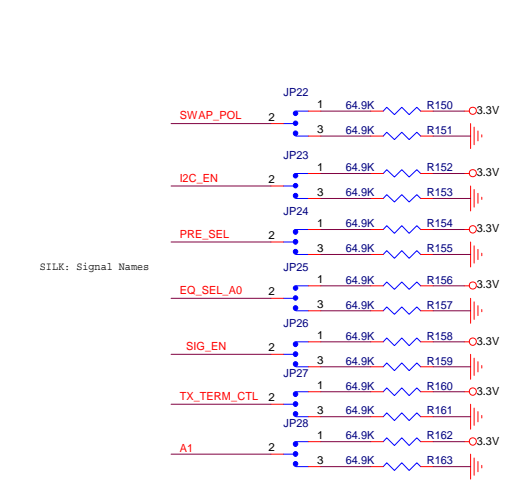 JP22
1 64.9K R150 3.3V
SWAP_POL 2
3 64.9K R151
JP23
1 64.9K R152 3.3V
I2C_EN 2
3 64.9K R153
JP24
1 64.9K R154 3.3V
PRE_SEL 2
3 64.9K R155
SILK: Signal Names
JP25
1 64.9K R156 3.3V
EQ_SEL_A0 2
3 64.9K R157
JP26
1 64.9K R158 3.3V
SIG_EN 2
3 64.9K R159
JP27
1 64.9K R160 3.3V
TX_TERM_CTL 2
3 64.9K R161
JP28
1 64.9K R162 3.3V
A1 2
3 64.9K R163